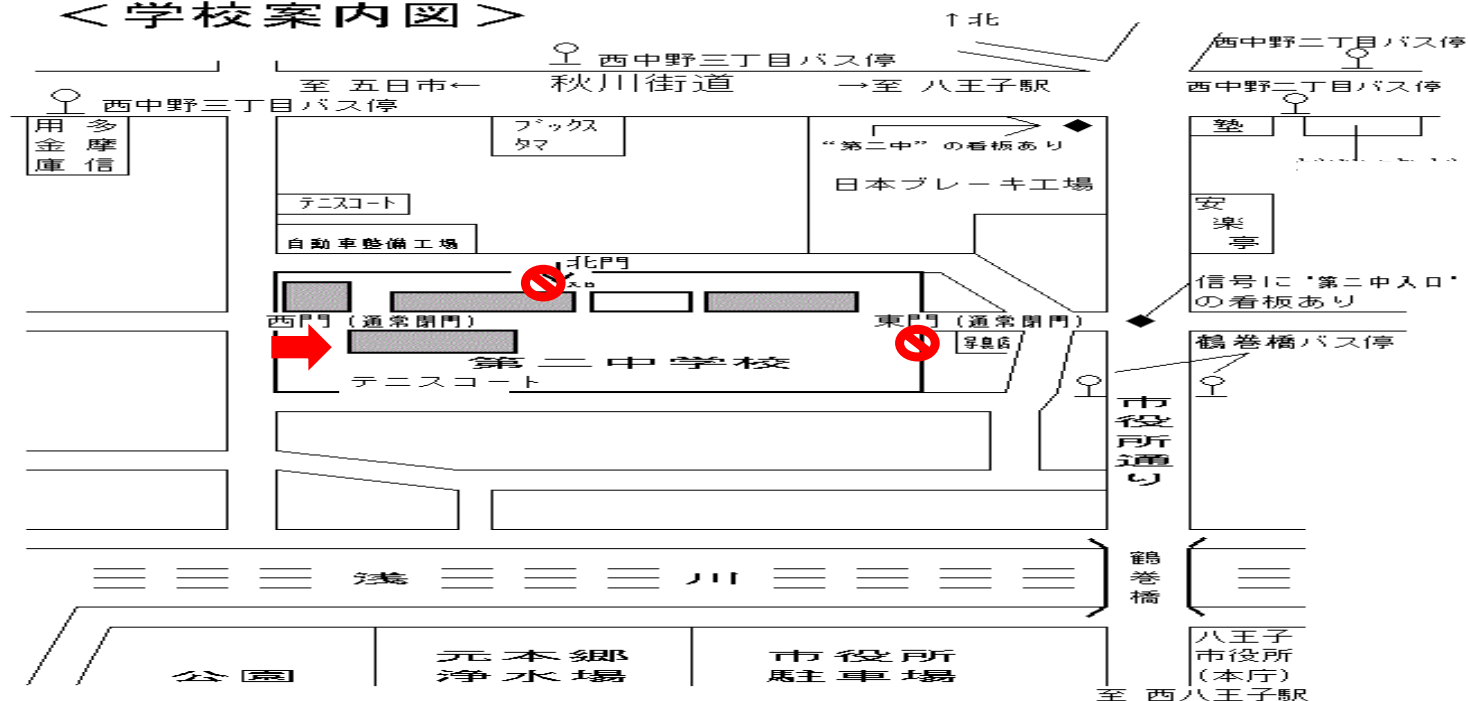 ＜学校案内図＞
↑北
西中野三丁目バス停
西中野二丁目バス停
至 五日市←
秋川街道
→至 八王子駅
西中野二丁目バス停
西中野三丁目バス停
多摩信
用金庫
ブックス
タマ
“第二中”の看板あり
塾
日本ブレーキ工場
テニスコート
安楽亭
自動車整備工場
北門
入口
信号に“第二中入口”
の看板あり
西門 (通常閉門)
東門 (通常閉門)
写真店
鶴巻橋バス停
第二中学校
テニスコート
市役所通り
浅川
鶴巻橋
公園
元本郷
浄水場
市役所
駐車場
八王子
市役所
(本庁)
至 西八王子駅